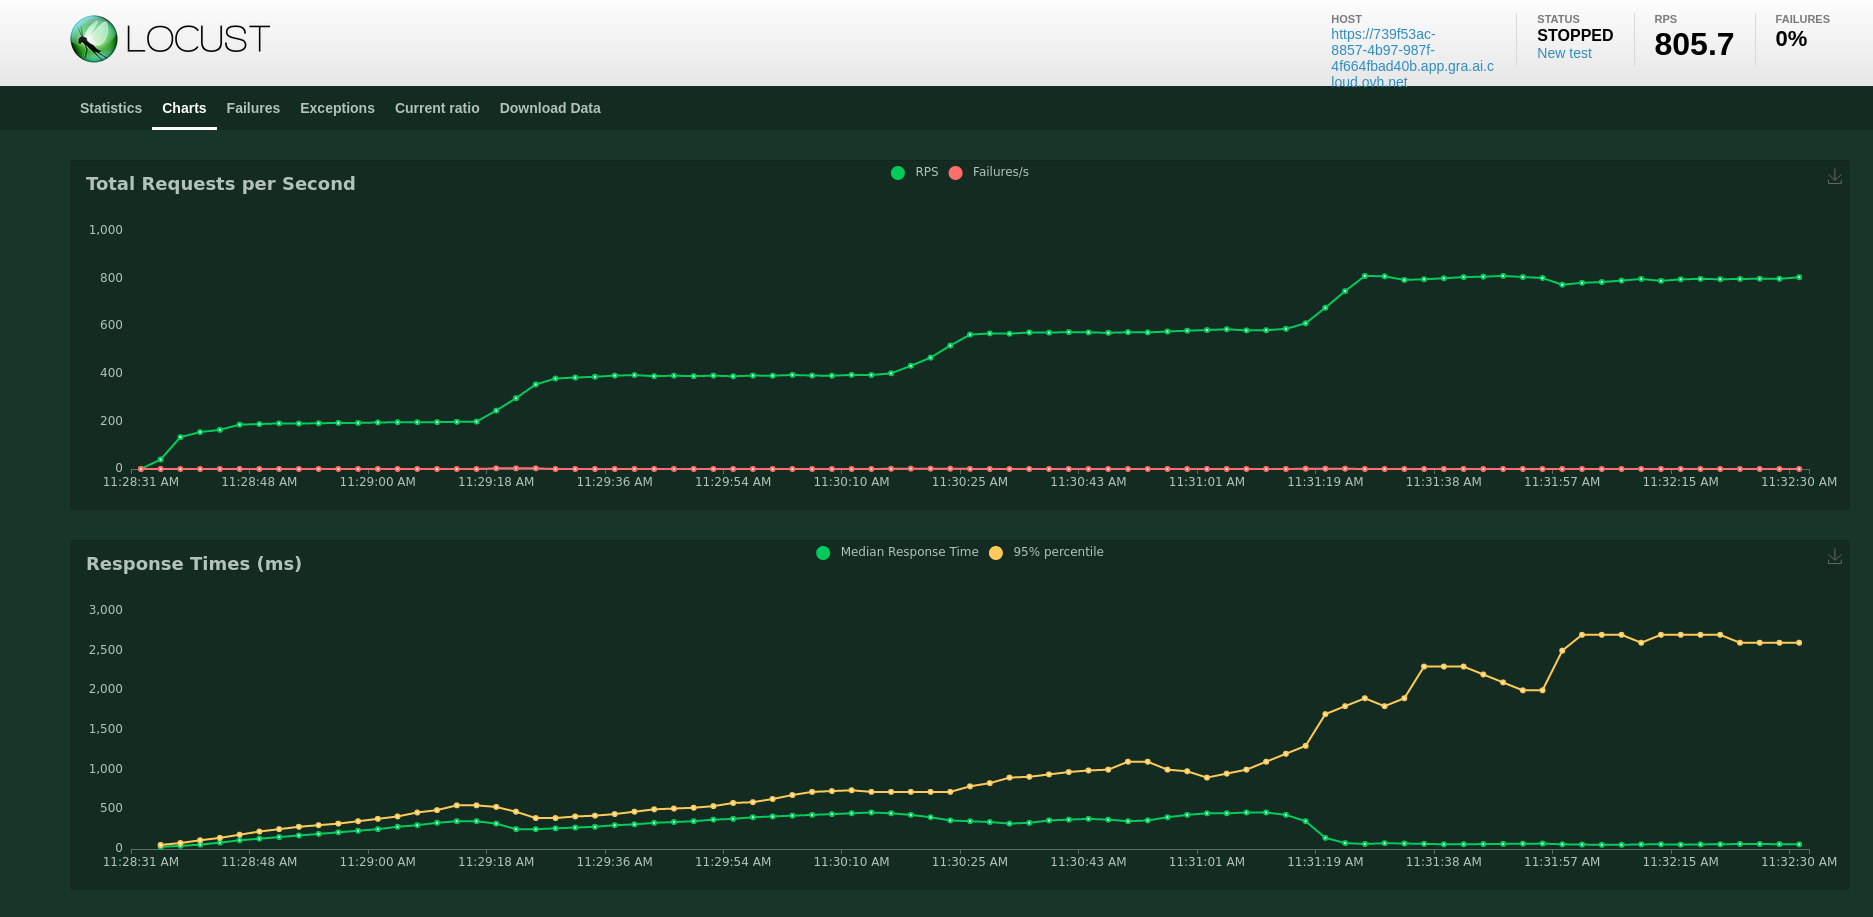 LOCUST
HOST
https://739f53ac-
8857-4b97-987f-
4f664fbad40b.app.gra.ai.c
loud.ovh.net
STATUS
STOPPED
New test
RPS
805.7
FAILURES
0%
Statistics Charts Failures Exceptions Current ratio Download Data
Total Requests per Second
RPS Failures/s
1,000
800
600
400
200
0
11:28:31 AM 11:28:48 AM 11:29:00 AM 11:29:18 AM 11:29:36 AM 11:29:54 AM 11:30:10 AM 11:30:25 AM 11:30:43 AM 11:31:01 AM 11:31:19 AM 11:31:38 AM 11:31:57 AM 11:32:15 AM 11:32:30 AM
Response Times (ms)
Median Response Time 95% percentile
3,000
2,500
2,000
1,500
1,000
500
0
11:28:31 AM 11:28:48 AM 11:29:00 AM 11:29:18 AM 11:29:36 AM 11:29:54 AM 11:30:10 AM 11:30:25 AM 11:30:43 AM 11:31:01 AM 11:31:19 AM 11:31:38 AM 11:31:57 AM 11:32:15 AM 11:32:30 AM